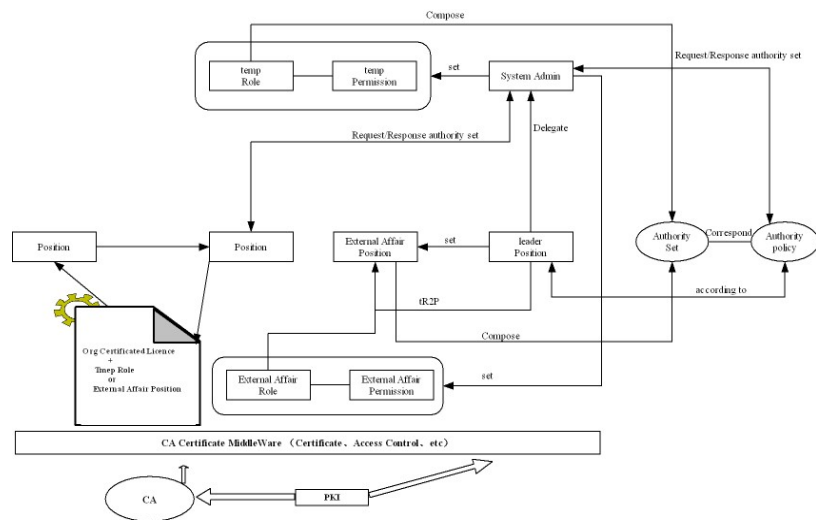 Compose
temp
Role
temp
Permission
set
System Admin
Request/Response authority set
Request/Response authority set
Delegate
Position
Position
External Affair
Position
set
leader
Position
Authority
Set
Correspond
Authority
policy
according to
tR2P
Compose
Org Certificated Licence
+
Tmep Role
or
External Affair Position
External Affair
Role
External Affair
Permission
set
CA Certificate MiddleWare （Certificate、Access Control、etc）
CA
PKI